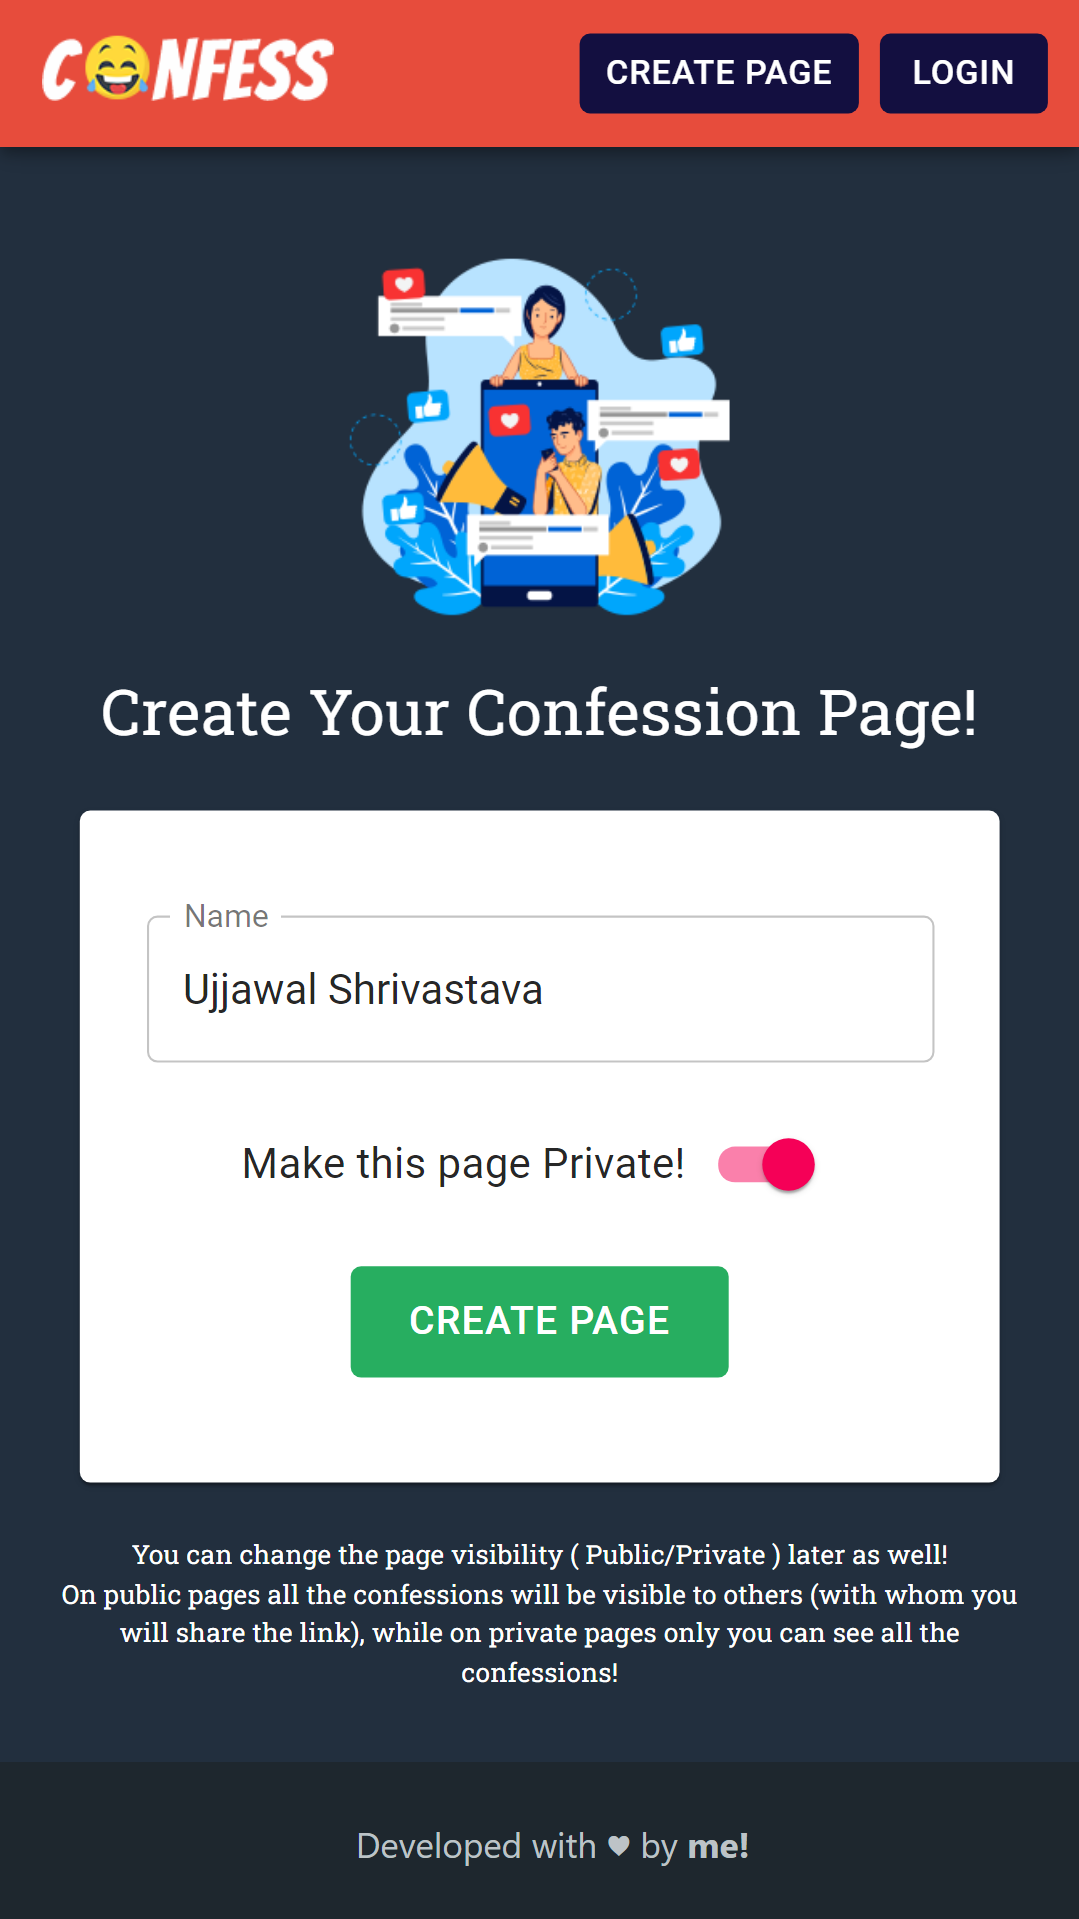 C😂NFESS
CREATE PAGE
LOGIN
Create Your Confession Page!
Name
Ujjawal Shrivastava
Make this page Private!
CREATE PAGE
You can change the page visibility ( Public/Private ) later as well!
On public pages all the confessions will be visible to others (with whom you
will share the link), while on private pages only you can see all the
confessions!
Developed with ♥ by me!